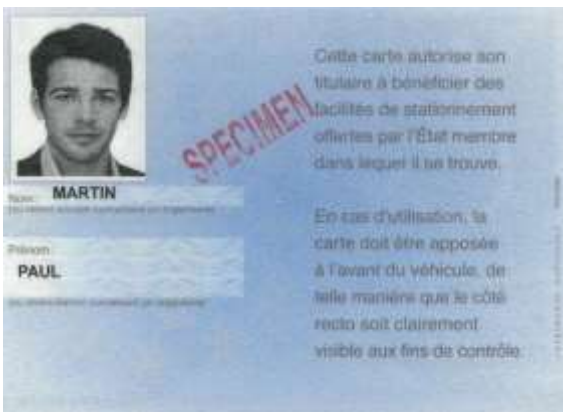 SPECIMEN
Nom
MARTIN
Prénom
PAUL
Cette carte autorise son
titulaire à bénéficier des
facilités de stationnement
offertes par l'État membre
dans lequel il se trouve.
En cas d'utilisation, la
carte doit être apposée
à l'avant du véhicule, de
telle manière que le côté
recto soit clairement
visible aux fins de contrôle.